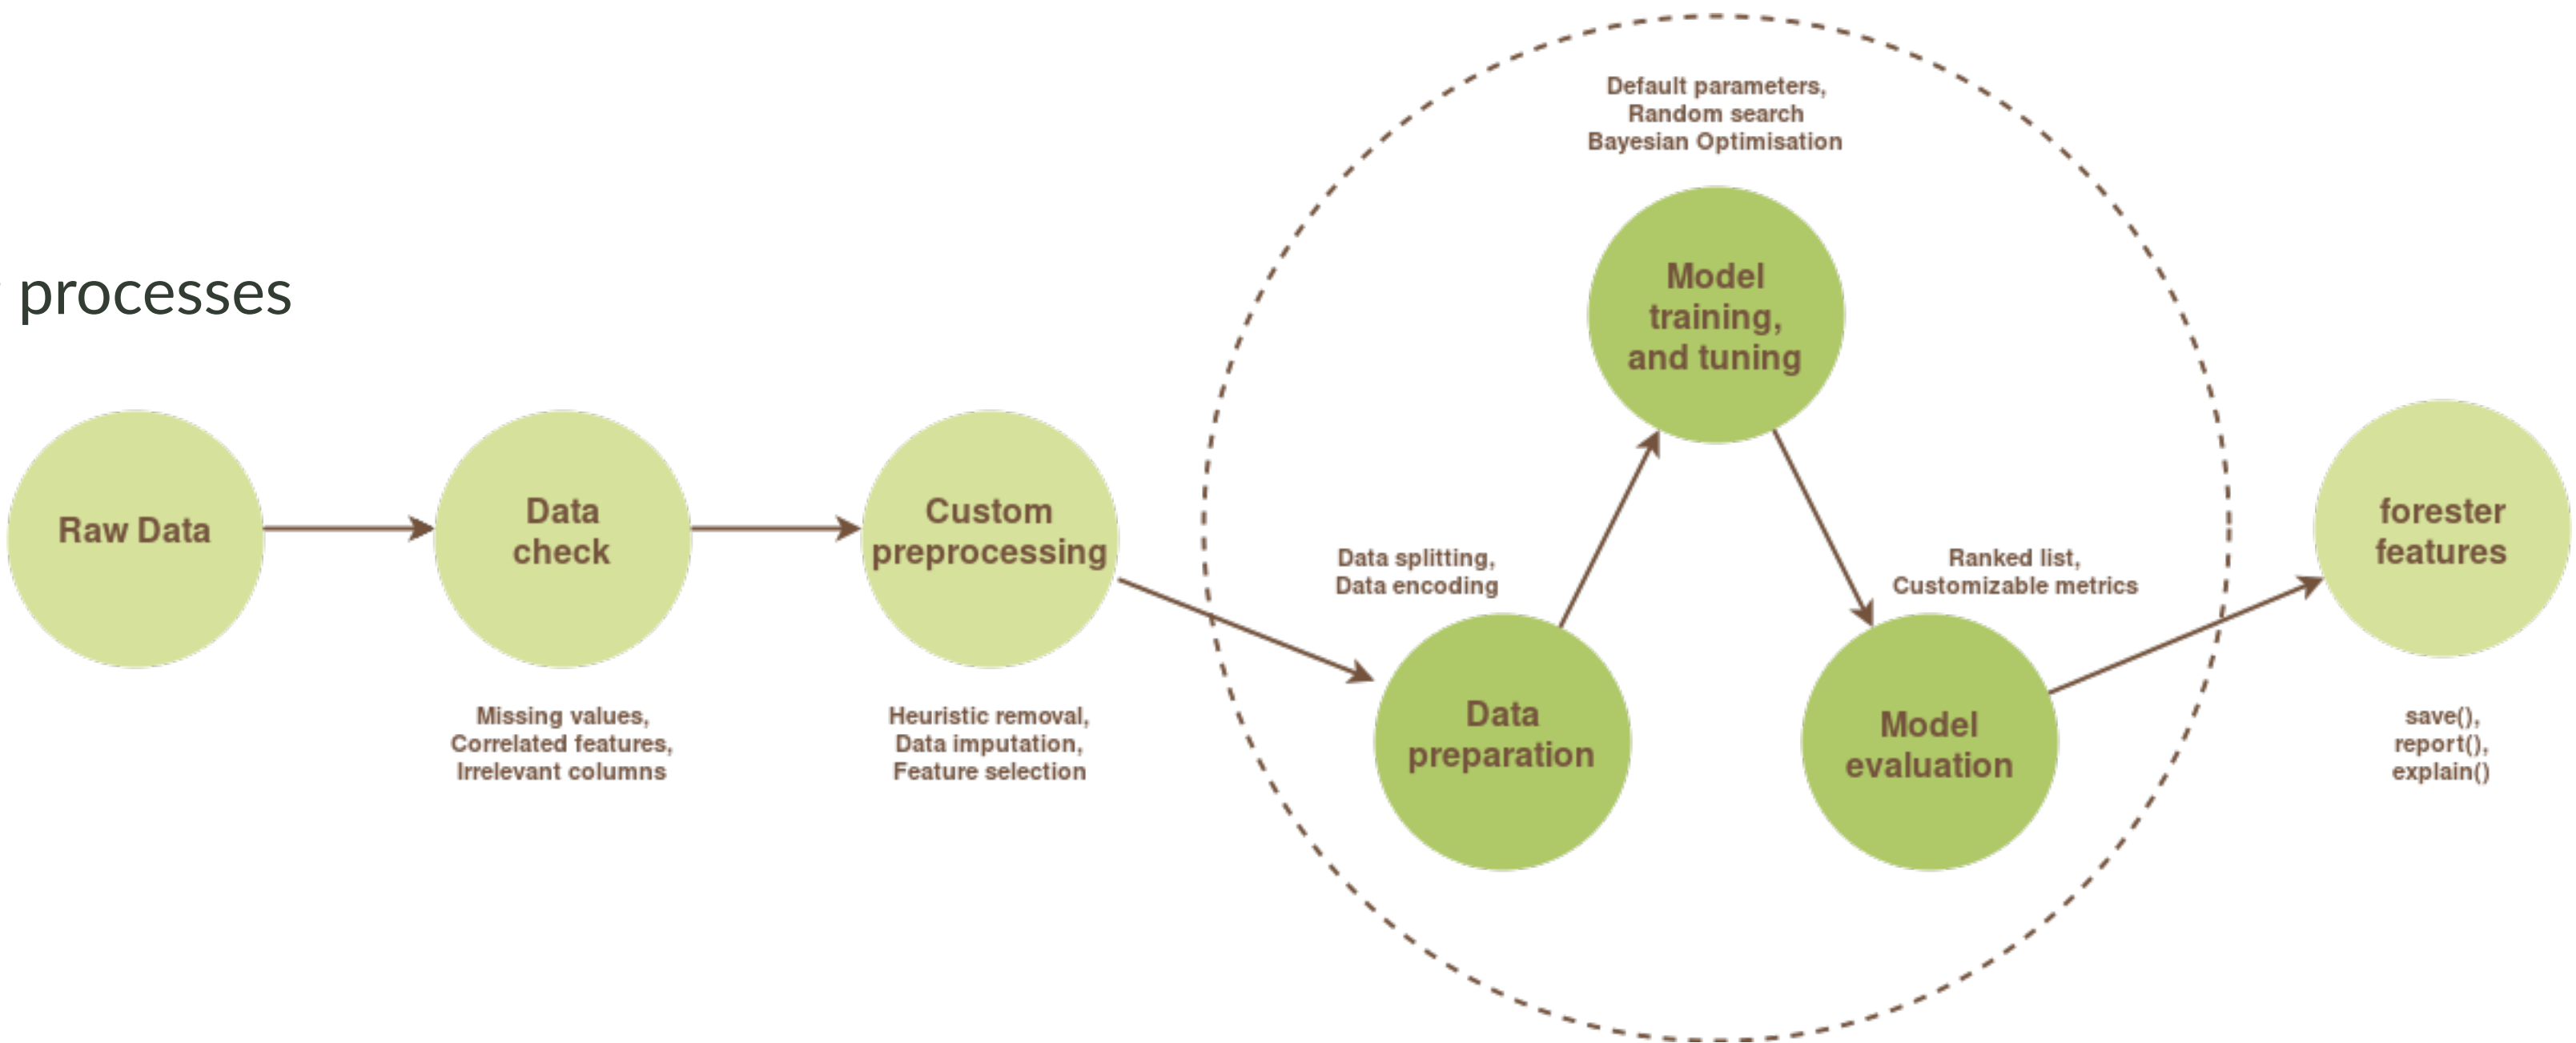 processes
Raw Data
Data
check
Missing values,
Correlated features,
Irrelevant columns
Custom
preprocessing
Heuristic removal,
Data imputation,
Feature selection
Data splitting,
Data encoding
Data
preparation
Default parameters,
Random search
Bayesian Optimisation
Model
training,
and tuning
Ranked list,
Customizable metrics
Model
evaluation
forester
features
save(),
report(),
explain()